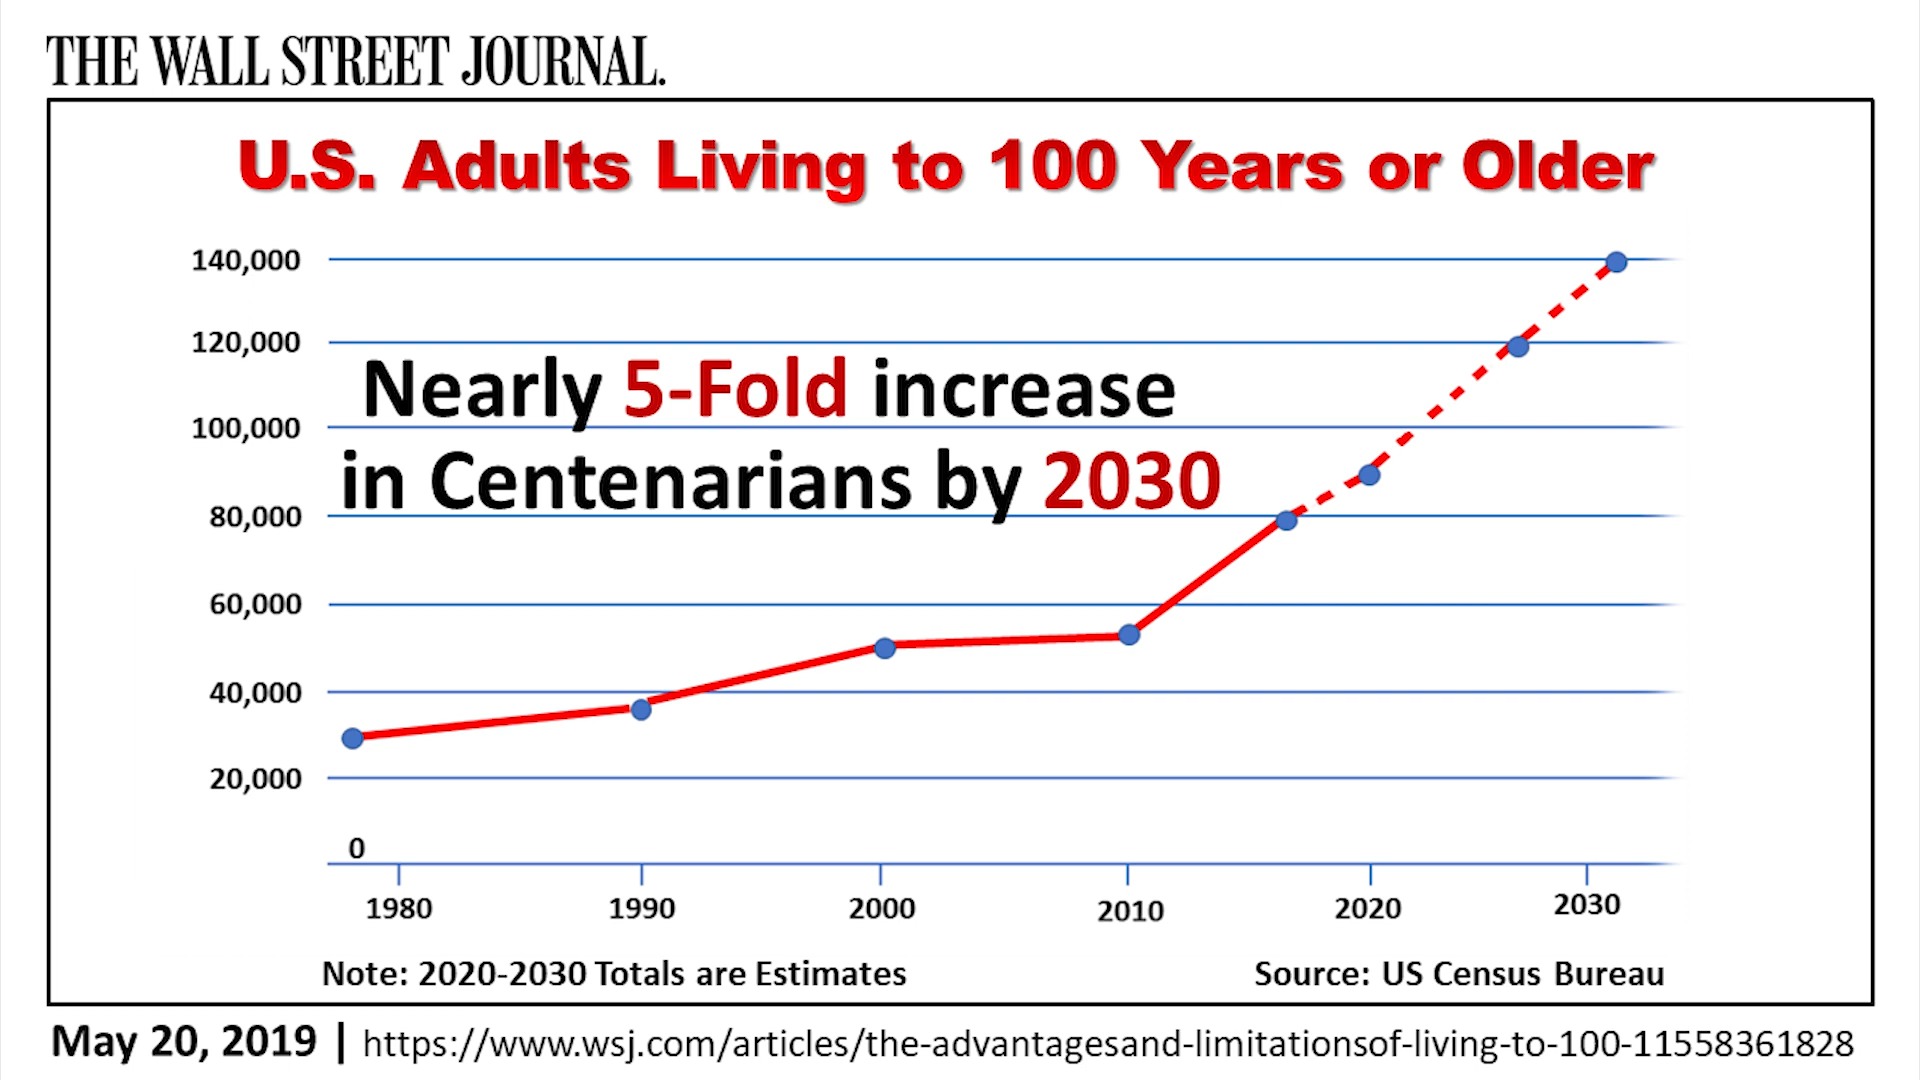 THE WALL STREET JOURNAL.
U.S. Adults Living to 100 Years or Older
140,000
120,000
Nearly 5-Fold increase
100,000
in Centenarians by 2030
80,000
60,000
40,000
20,000
0
1980 1990 2000 2010 2020 2030
Note: 2020-2030 Totals are Estimates
Source: US Census Bureau
May 20, 2019 | https://www.wsj.com/articles/the-advantagesand-limitationsof-living-to-100-11558361828